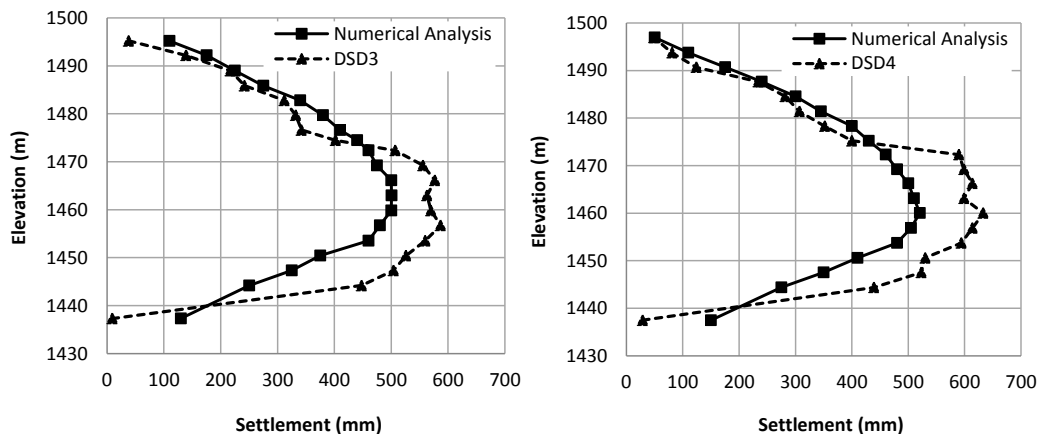 1500
1490
1480
1470
1460
1450
1440
1430
Elevation (m)
0 100 200 300 400 500 600 700
Settlement (mm)
Numerical Analysis
DSD3
1500
1490
1480
1470
1460
1450
1440
1430
Elevation (m)
0 100 200 300 400 500 600 700
Settlement (mm)
Numerical Analysis
DSD4